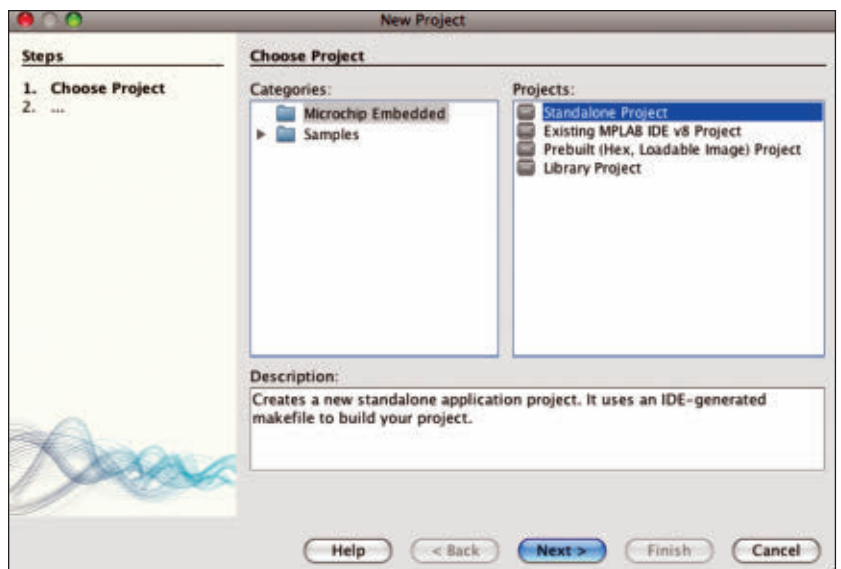 New Project
Steps
1. Choose Project
2. ...
Choose Project
Categories:
Microchip Embedded
Samples
Projects:
Standalone Project
Existing MPLAB IDE v8 Project
Prebuilt (Hex, Loadable Image) Project
Library Project
Description:
Creates a new standalone application project. It uses an IDE-generated
makefile to build your project.
Help
< Back
Next >
Finish
Cancel